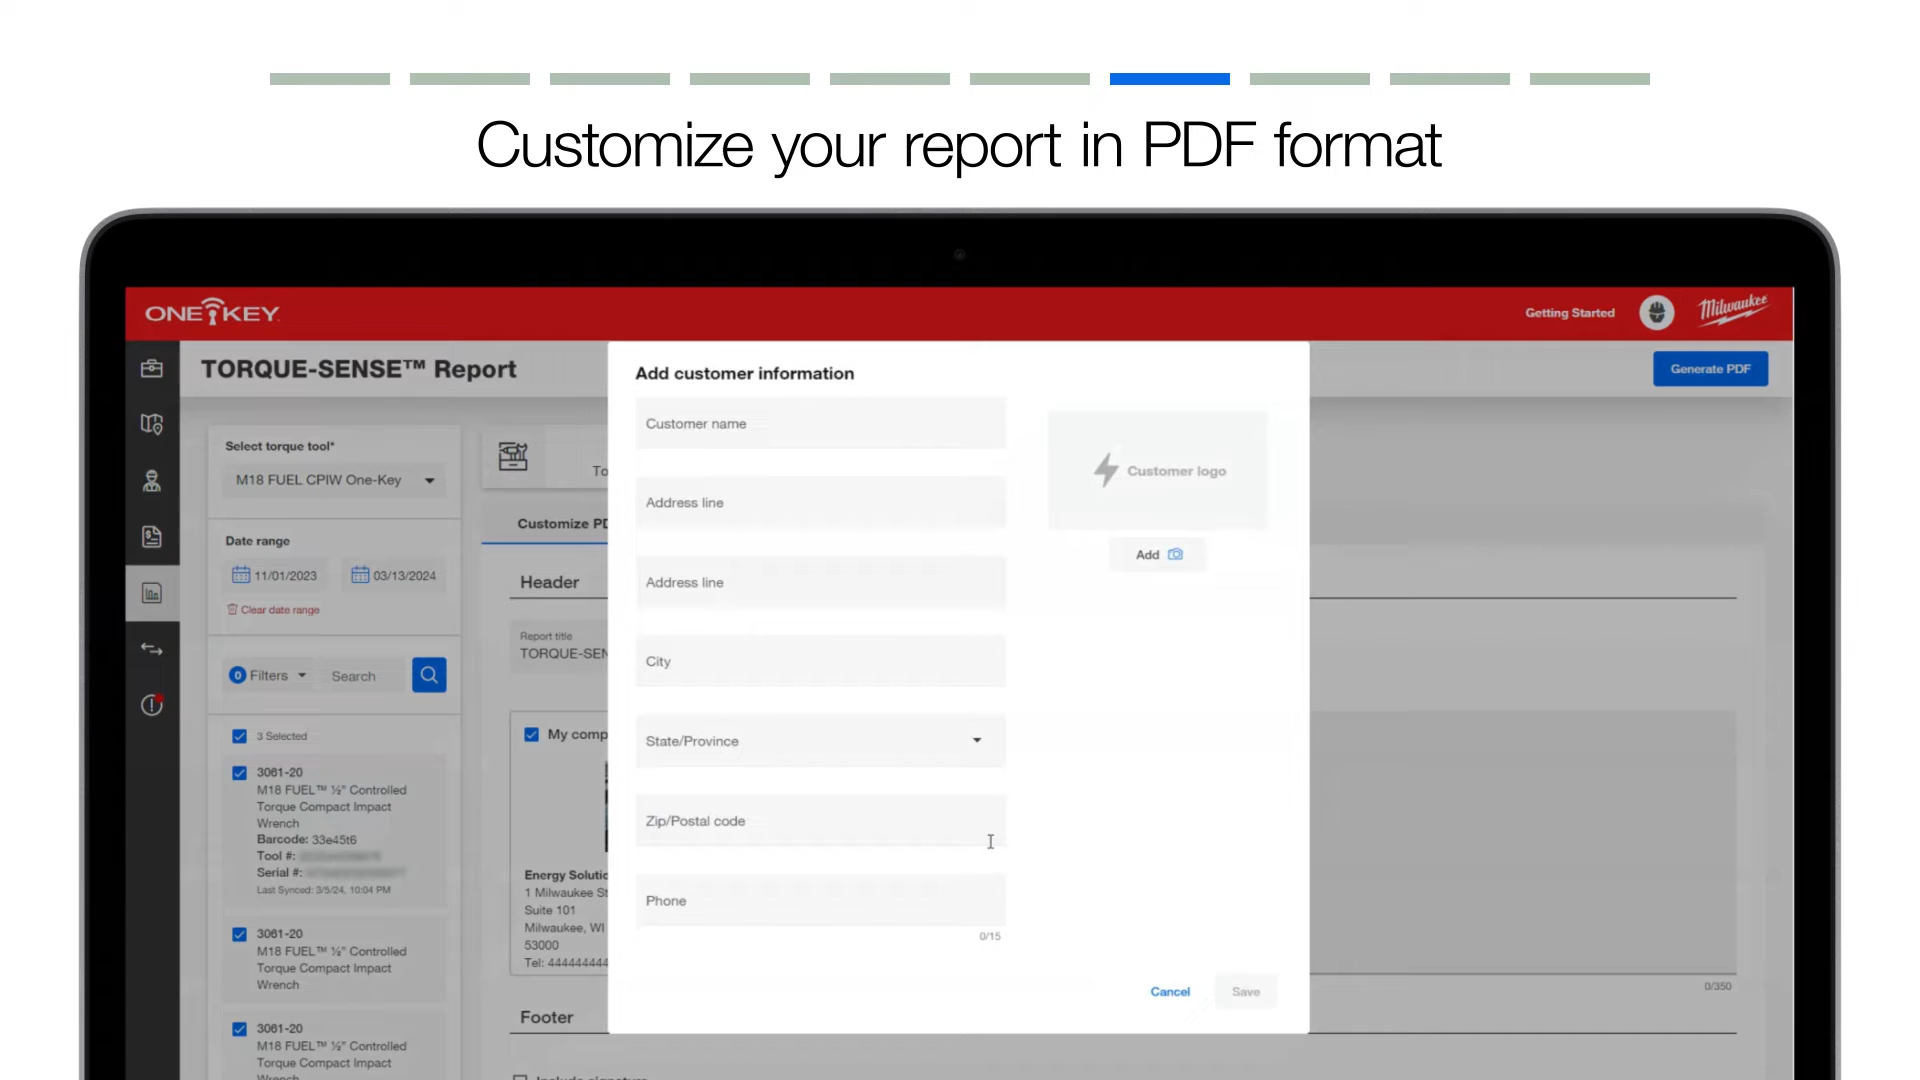 Customize your report in PDF format
ONE KEY
Getting Started
Milwaukee
TORQUE-SENSE™ Report
Generate PDF
Select torque tool*
M18 FUEL CPIW One-Key
Date range
11/01/2023
03/13/2024
Clear date range
0 Filters
Search
3 Selected
3061-20
M18 FUEL™ ½" Controlled
Torque Compact Impact
Wrench
Barcode: 33e45t6
Tool #:
Serial #:
Last Synced: 3/5/24, 10:04 PM
3061-20
M18 FUEL™ ½" Controlled
Torque Compact Impact
Wrench
3061-20
M18 FUEL™ ½" Controlled
Torque Compact Impact
Wrench
To
Customize PD
Header
Report title
TORQUE-SEN
My comp
Energy Solutio
1 Milwaukee St
Suite 101
Milwaukee, WI
53000
Tel: 44444444
0/350
Footer
Include signature
Add customer information
Customer name
Address line
Address line
City
State/Province
Zip/Postal code
Phone
0/15
Customer logo
Add
Cancel
Save